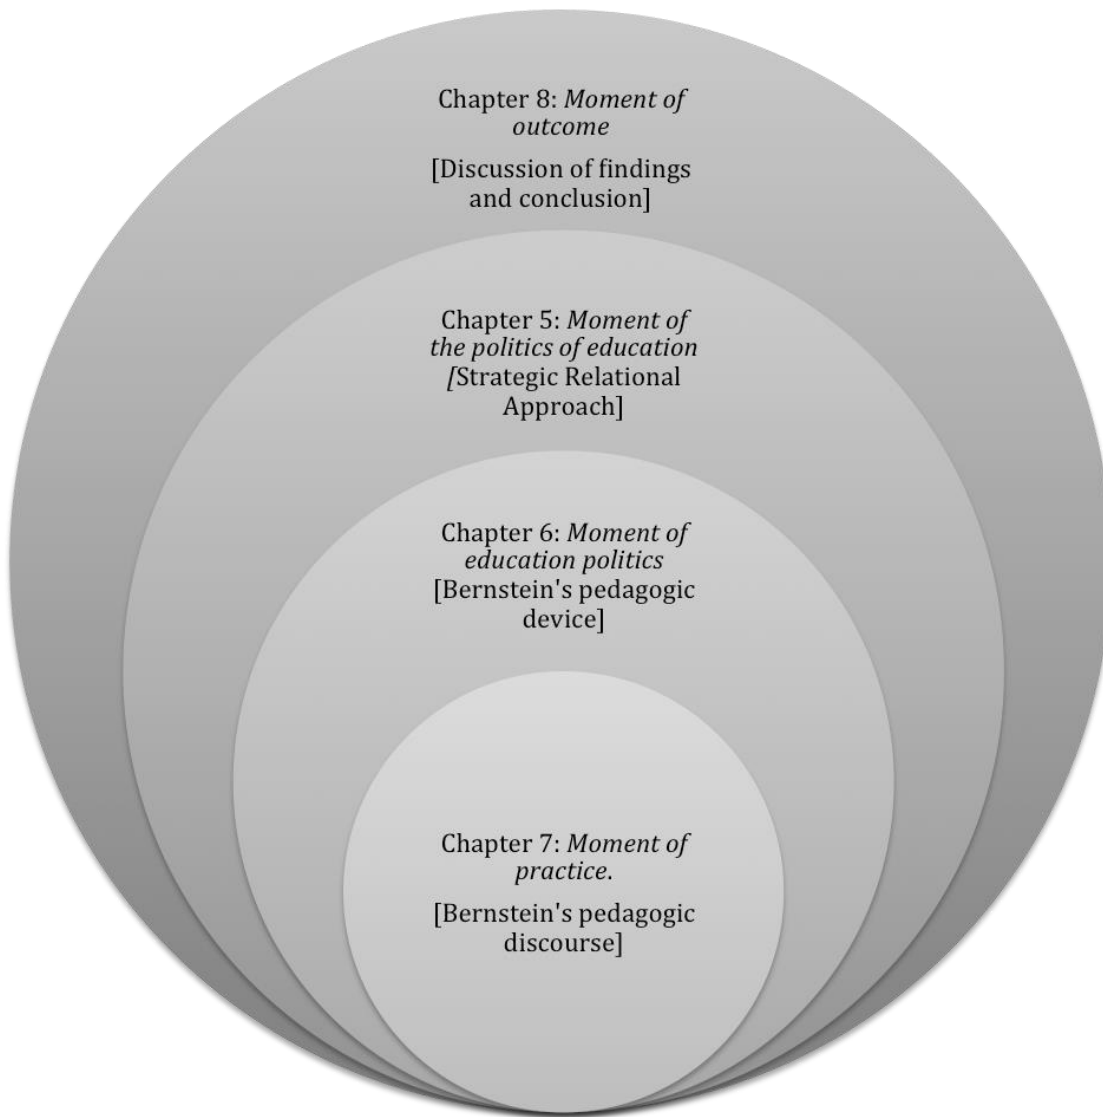 Chapter 8: Moment of
outcome
[Discussion of findings
and conclusion]
Chapter 5: Moment of
the politics of education
[Strategic Relational
Approach]
Chapter 6: Moment of
education politics
[Bernstein's pedagogic
device]
Chapter 7: Moment of
practice.
[Bernstein's pedagogic
discourse]